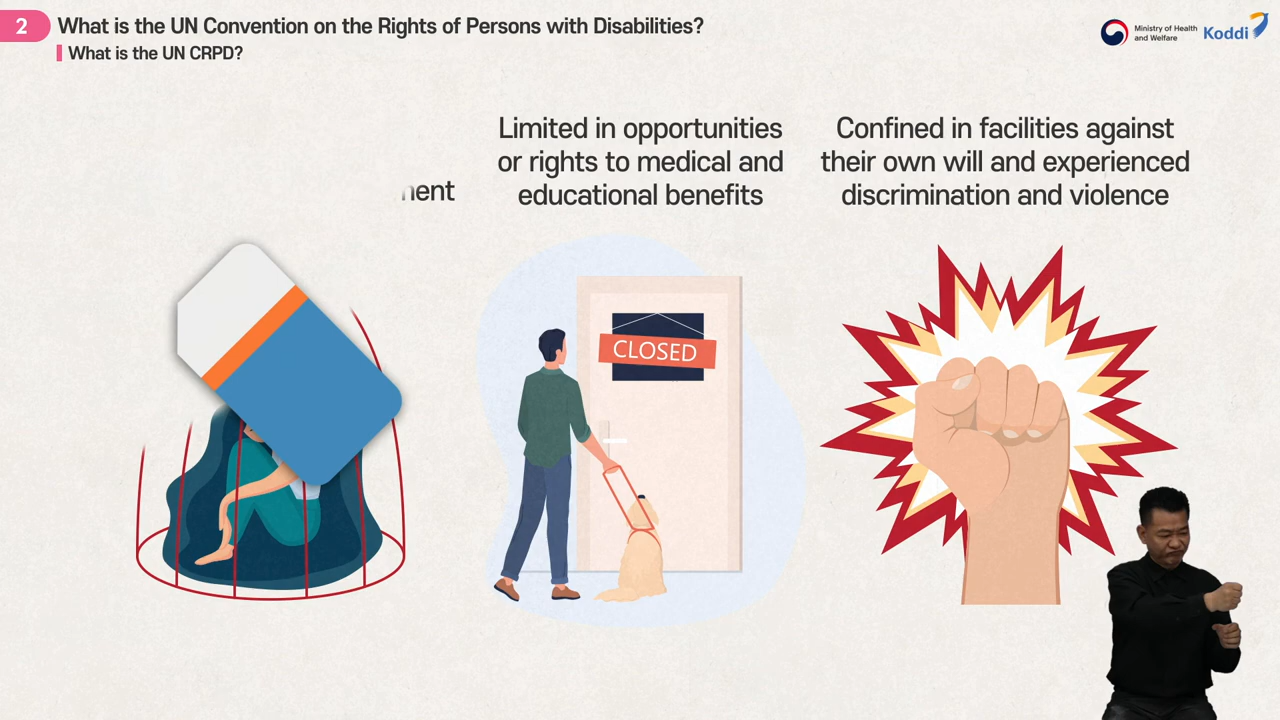 2
What is the UN Convention on the Rights of Persons with Disabilities?
What is the UN CRPD?
Ministry of Health
and Welfare
Koddi
Limited in opportunities
or rights to medical and
educational benefits
Confined in facilities against
their own will and experienced
discrimination and violence
CLOSED